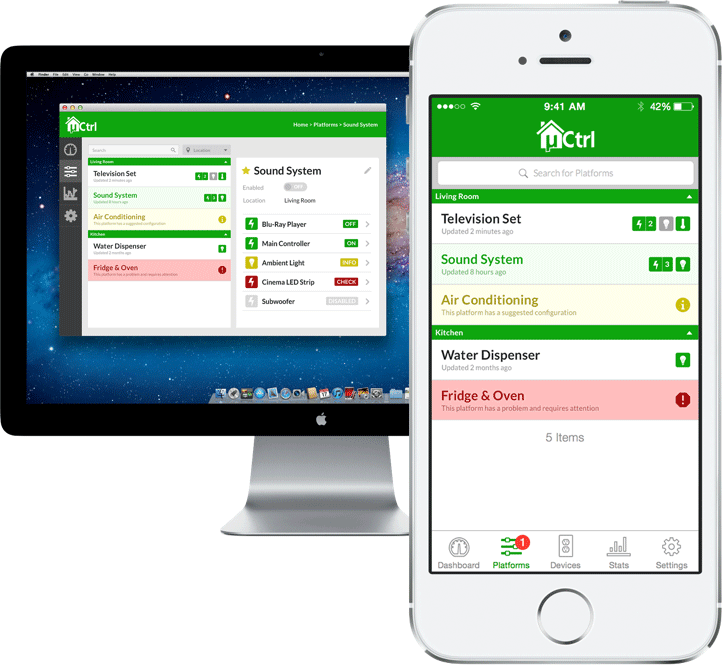 Finder File Edit View Go Window Help
µCtrl
Home > Platforms > Sound System
Search
Location
Living Room
Television Set
Updated 2 minutes ago
2
Sound System
Updated 8 hours ago
3
Air Conditioning
This platform has a suggested configuration
Kitchen
Water Dispenser
Updated 2 months ago
Fridge & Oven
This platform has a problem and requires attention
Sound System
Enabled
OFF
Location
Living Room
Blu-Ray Player
OFF
Main Controller
ON
Ambient Light
INFO
Cinema LED Strip
CHECK
Subwoofer
DISABLED
9:41 AM
42%
µCtrl
Search for Platforms
Living Room
Television Set
2
Updated 2 minutes ago
Sound System
3
Updated 8 hours ago
Air Conditioning
This platform has a suggested configuration
Kitchen
Water Dispenser
Updated 2 months ago
Fridge & Oven
This platform has a problem and requires attention
5 Items
1
Dashboard
Platforms
Devices
Stats
Settings